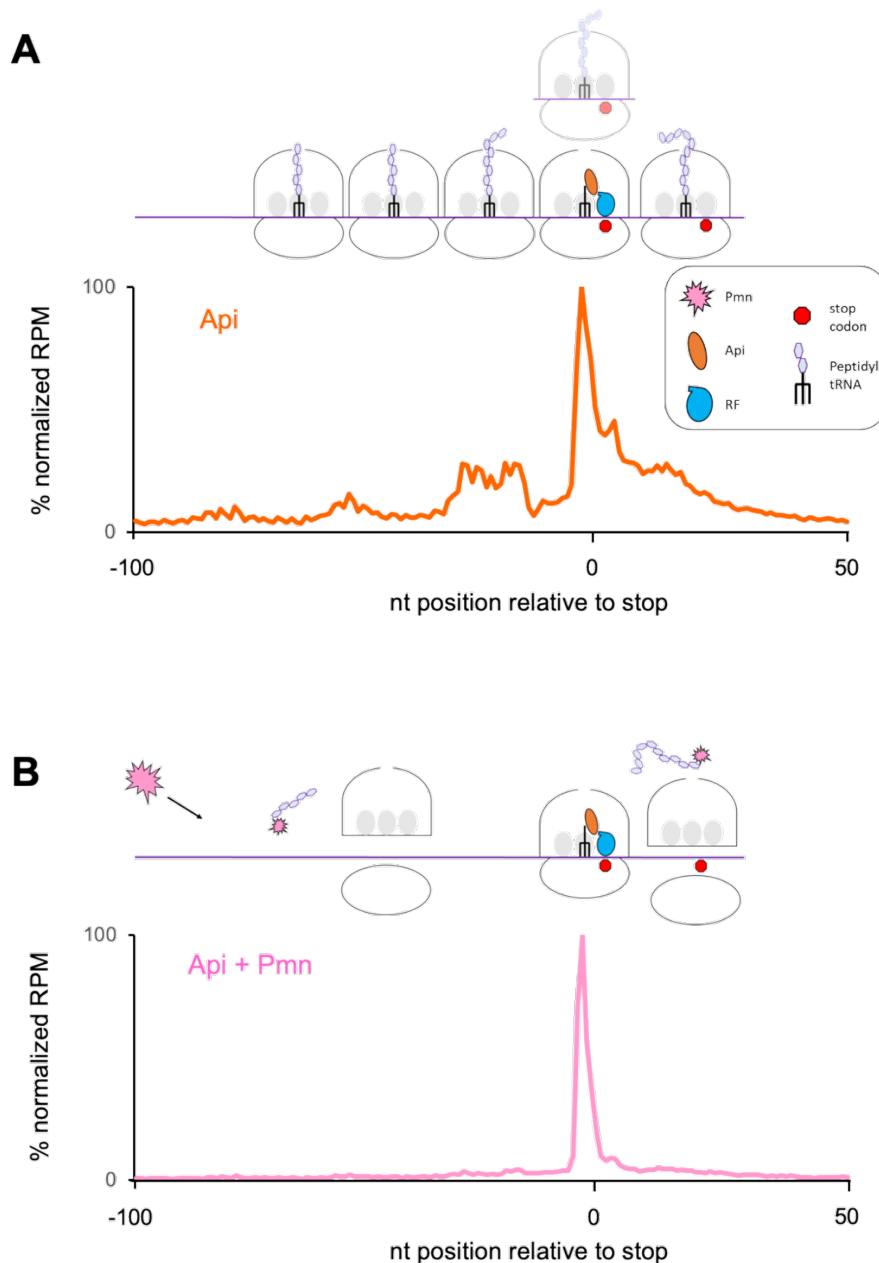 A
100
Api
Pmn
stop
codon
Api
Peptidyl
tRNA
RF
% normalized RPM
0
-100
0
50
nt position relative to stop
B
100
Api + Pmn
% normalized RPM
0
-100
0
50
nt position relative to stop